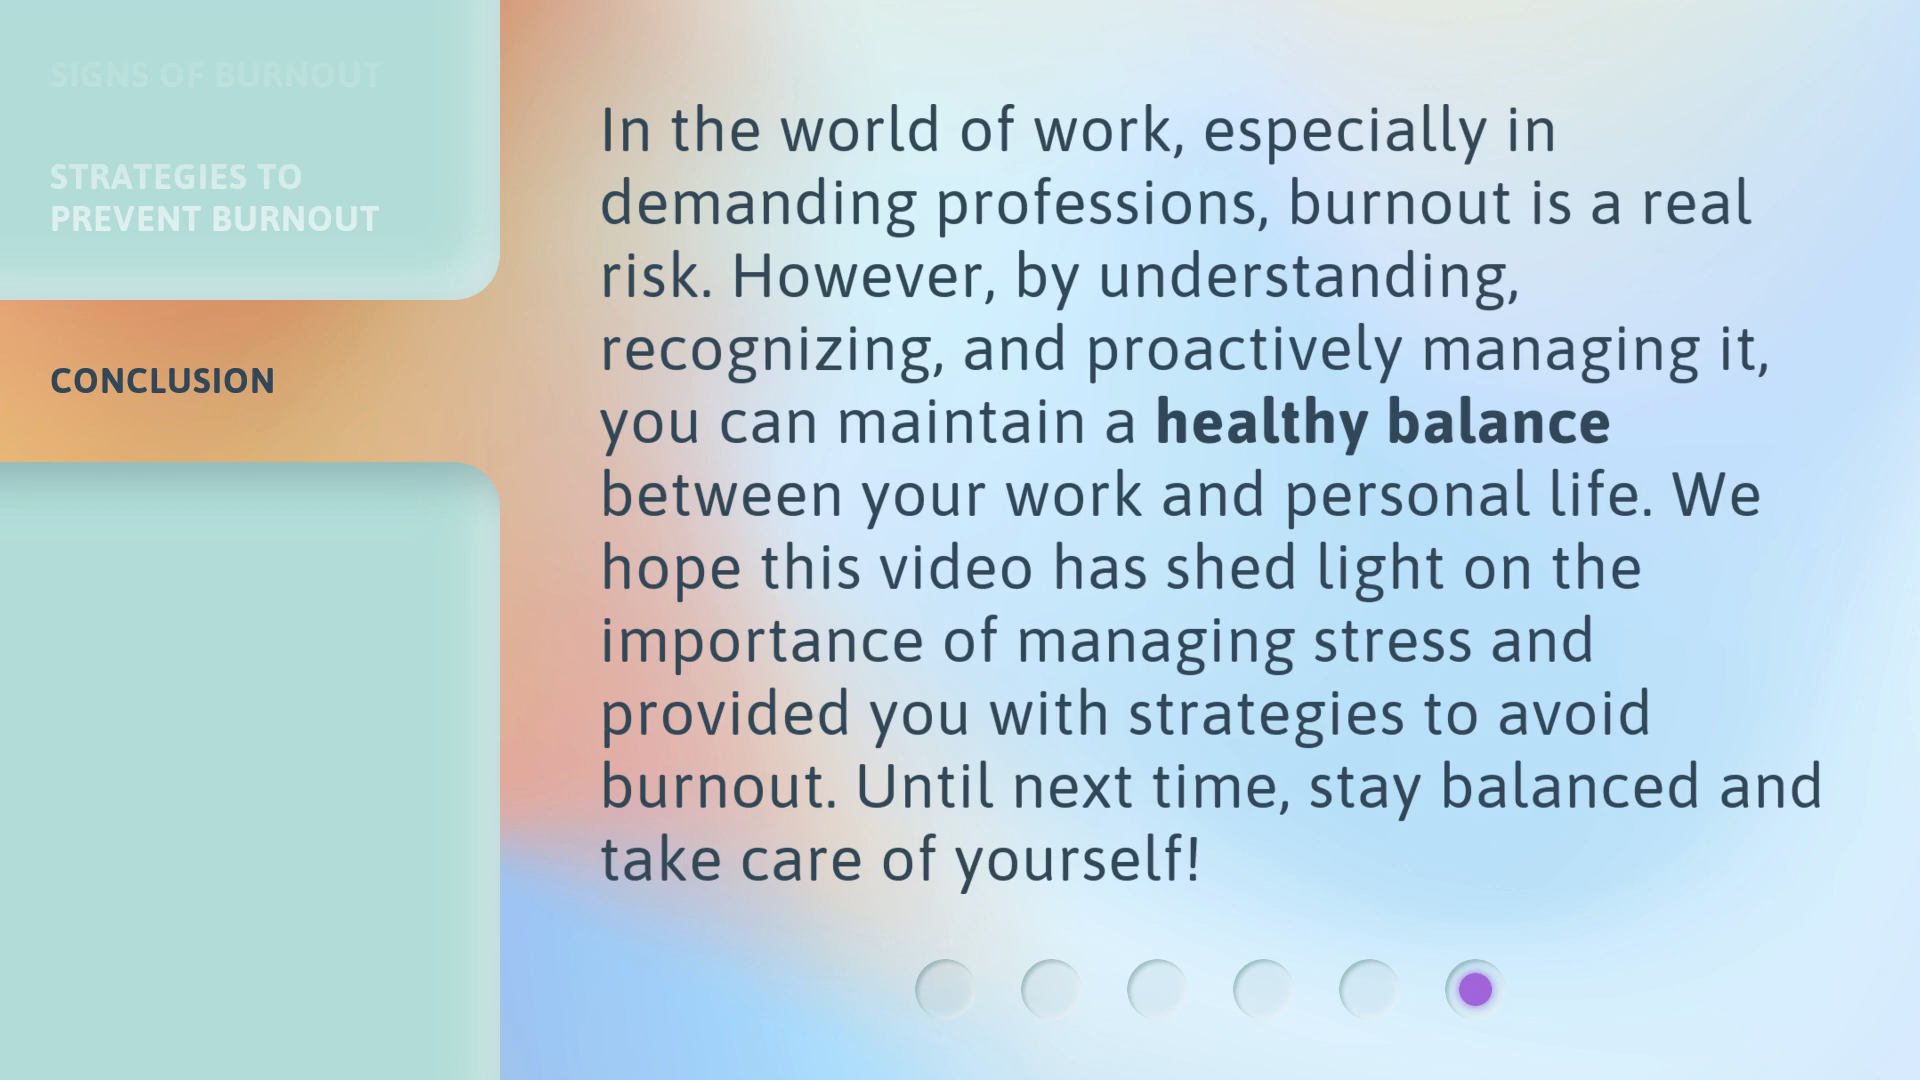 SIGNS OF BURNOUT
STRATEGIES TO
PREVENT BURNOUT
CONCLUSION
In the world of work, especially in
demanding professions, burnout is a real
risk. However, by understanding,
recognizing, and proactively managing it,
you can maintain a healthy balance
between your work and personal life. We
hope this video has shed light on the
importance of managing stress and
provided you with strategies to avoid
burnout. Until next time, stay balanced and
take care of yourself!